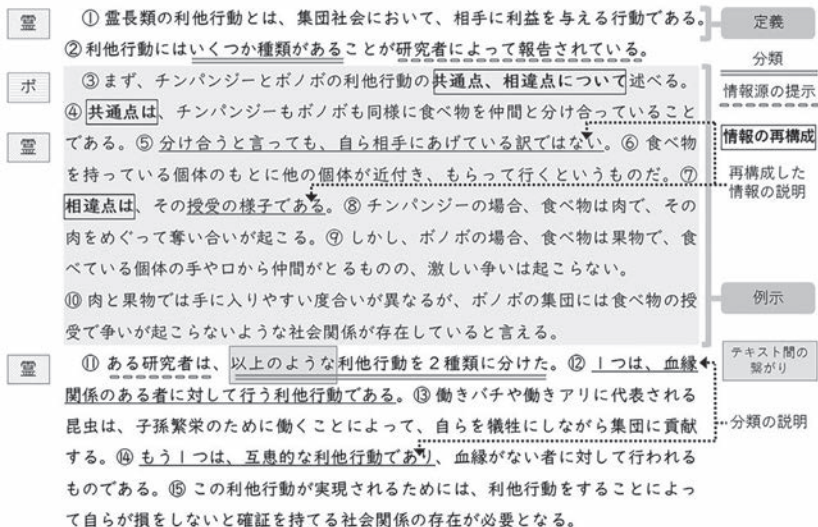 霊
① 霊長類の利他行動とは、集団社会において、相手に利益を与える行動である。
定義
② 利他行動にはいくつか種類があることが研究者によって報告されている。
分類
ボ
③ まず、チンパンジーとボノボの利他行動の共通点、相違点について述べる。
情報源の提示
④ 共通点は、チンパンジーもボノボも同様に食べ物を仲間と分け合っていること
情報の再構成
霊
である。⑤ 分け合うと言っても、自ら相手にあげている訳ではない。⑥ 食べ物
を持っている個体のもとに他の個体が近付き、もらって行くというものだ。⑦
再構成した
情報の説明
相違点は、その授受の様子である。⑧ チンパンジーの場合、食べ物は肉で、その
肉をめぐって奪い合いが起こる。⑨ しかし、ボノボの場合、食べ物は果物で、食
べている個体の手や口から仲間がとるものの、激しい争いは起こらない。
⑩ 肉と果物では手に入りやすい度合いが異なるが、ボノボの集団には食べ物の授
例示
受で争いが起こらないような社会関係が存在していると言える。
霊
⑪ ある研究者は、以上のような利他行動を2種類に分けた。⑫ 1つは、血縁
テキスト間の
繋がり
関係のある者に対して行う利他行動である。⑬ 働きバチや働きアリに代表される
昆虫は、子孫繁栄のために働くことによって、自らを犠牲にしながら集団に貢献
分類の説明
する。⑭ もう1つは、互恵的な利他行動であり、血縁がない者に対して行われる
ものである。⑮ この利他行動が実現されるためには、利他行動をすることによっ
て自らが損をしないと確証を持てる社会関係の存在が必要となる。